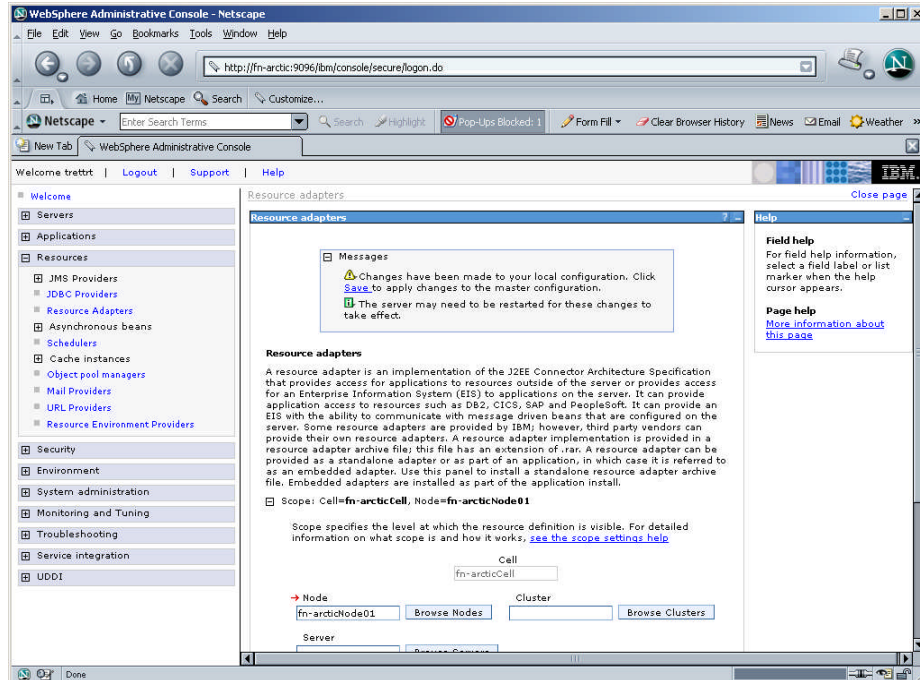 WebSphere Administrative Console - Netscape
File Edit View Go Bookmarks Tools Window Help
http://fn-arctic:9096/ibm/console/secure/logon.do
Home My Netscape Search Customize...
Netscape Enter Search Terms Search Highlight Pop-Ups Blocked: 1 Form Fill Clear Browser History News Email Weather »
New Tab WebSphere Administrative Console
Welcome trettrt | Logout | Support | Help IBM.
Welcome
Servers
Applications
Resources
JMS Providers
JDBC Providers
Resource Adapters
Asynchronous beans
Schedulers
Cache instances
Object pool managers
Mail Providers
URL Providers
Resource Environment Providers
Security
Environment
System administration
Monitoring and Tuning
Troubleshooting
Service integration
UDDI
Resource adapters Close page
Resource adapters ? _
Messages
Changes have been made to your local configuration. Click
Save to apply changes to the master configuration.
The server may need to be restarted for these changes to
take effect.
Resource adapters
A resource adapter is an implementation of the J2EE Connector Architecture Specification
that provides access for applications to resources outside of the server or provides access
for an Enterprise Information System (EIS) to applications on the server. It can provide
application access to resources such as DB2, CICS, SAP and PeopleSoft. It can provide an
EIS with the ability to communicate with message driven beans that are configured on the
server. Some resource adapters are provided by IBM; however, third party vendors can
provide their own resource adapters. A resource adapter implementation is provided in a
resource adapter archive file; this file has an extension of .rar. A resource adapter can be
provided as a standalone adapter or as part of an application, in which case it is referred to
as an embedded adapter. Use this panel to install a standalone resource adapter archive
file. Embedded adapters are installed as part of the application install.
Scope: Cell=fn-arcticCell, Node=fn-arcticNode01
Scope specifies the level at which the resource definition is visible. For detailed
information on what scope is and how it works, see the scope settings help
Cell
fn-arcticCell
Node Cluster
fn-arcticNode01 Browse Nodes Browse Clusters
Server
Browse Servers
Help
Field help
For field help information,
select a field label or list
marker when the help
cursor appears.
Page help
More information about
this page
Done